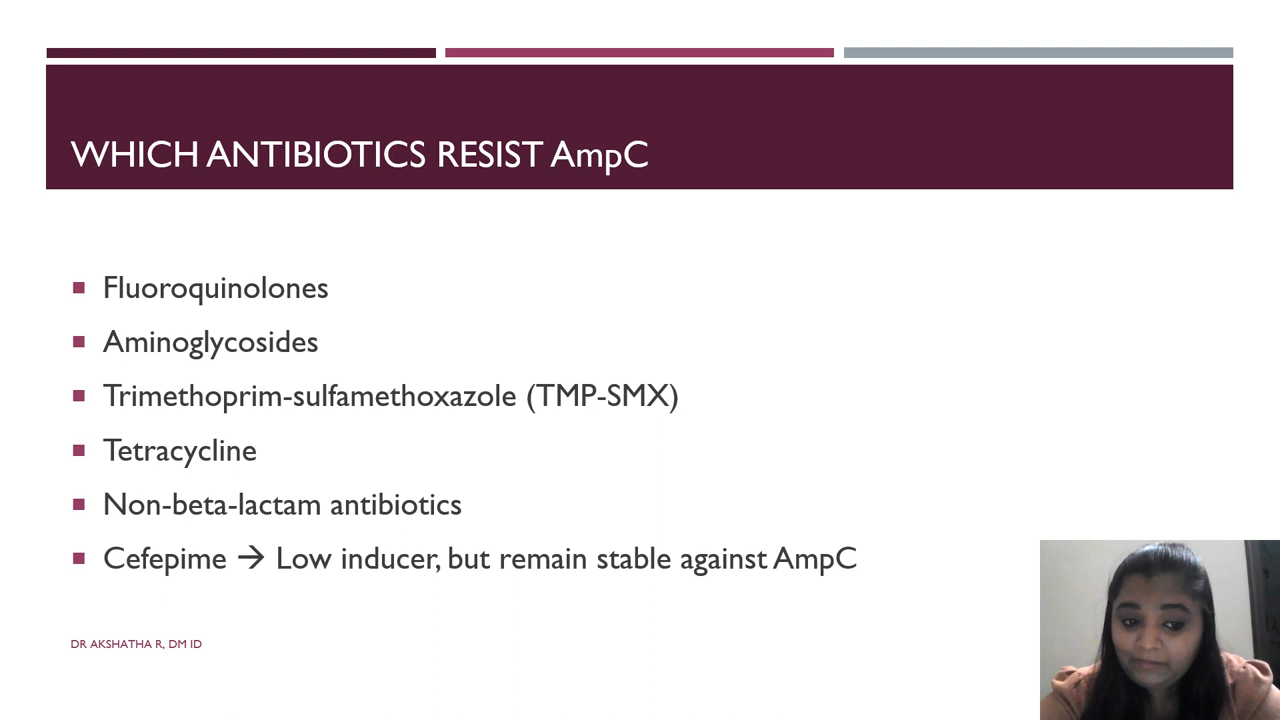 WHICH ANTIBIOTICS RESIST AmpC
Fluoroquinolones
Aminoglycosides
Trimethoprim-sulfamethoxazole (TMP-SMX)
Tetracycline
Non-beta-lactam antibiotics
Cefepime → Low inducer, but remain stable against AmpC
DR AKSHATHA R, DM ID